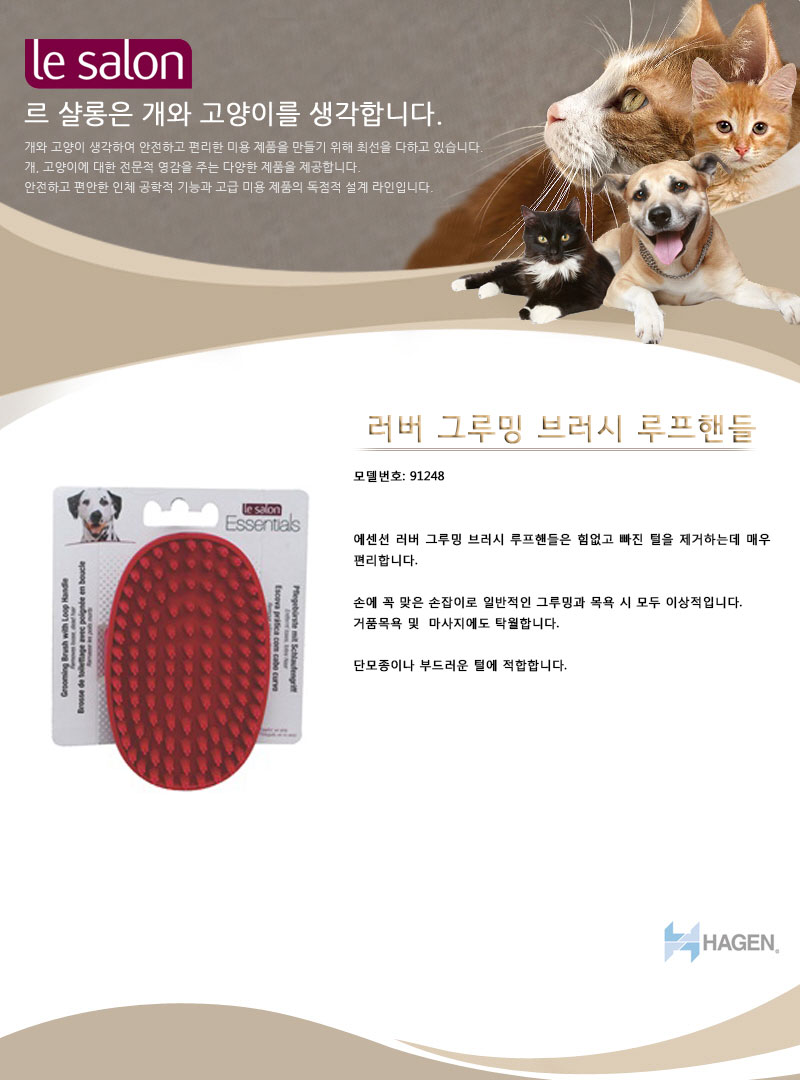 le salon
르 샬롱은 개와 고양이를 생각합니다.
개와 고양이 생각하여 안전하고 편리한 미용 제품을 만들기 위해 최선을 다하고 있습니다.
개, 고양이에 대한 전문적 영감을 주는 다양한 제품을 제공합니다.
안전하고 편안한 인체 공학적 기능과 고급 미용 제품의 독점적 설계 라인입니다.
러버 그루밍 브러시 루프핸들
모델번호: 91248
에센션 러버 그루밍 브러시 루프핸들은 힘없고 빠진 털을 제거하는데 매우
편리합니다.
손에 꼭 맞은 손잡이로 일반적인 그루밍과 목욕 시 모두 이상적입니다.
거품목욕 및 마사지에도 탁월합니다.
단모종이나 부드러운 털에 적합합니다.
le salon
Essentials
Grooming Brush with Loop Handle
Removes loose, dead hair
Brosse de toilettage avec poignée en boucle
Removes les poils morts
Pflegebürste mit Schlaufengriff
Entfernt loses, totes Haar
Escova prática com cabo curvo
HAGEN®